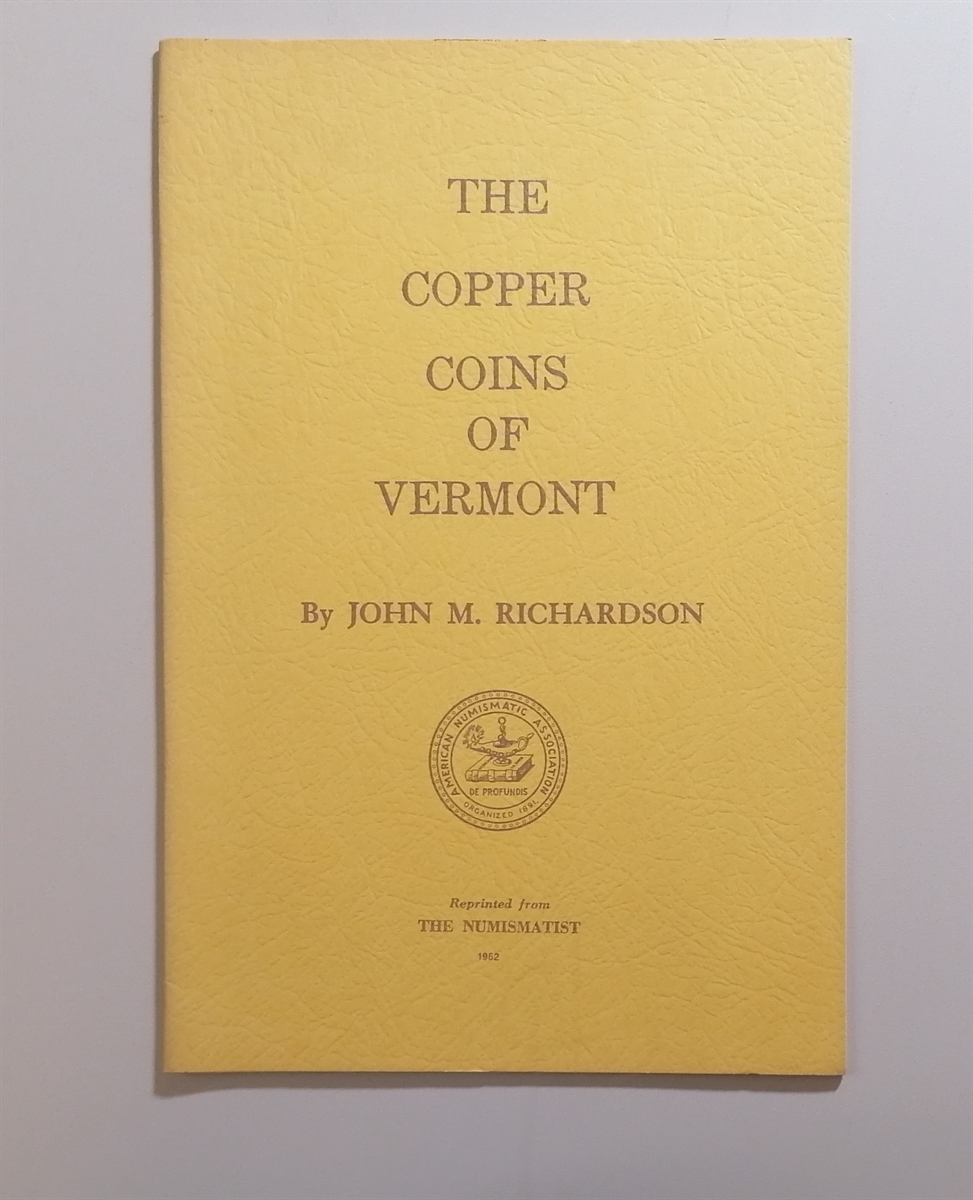 THE
COPPER
COINS
OF
VERMONT
By JOHN M. RICHARDSON
AMERICAN NUMISMATIC ASSOCIATION
DE PROFUNDIS
ORGANIZED 1891.
Reprinted from
THE NUMISMATIST
1962